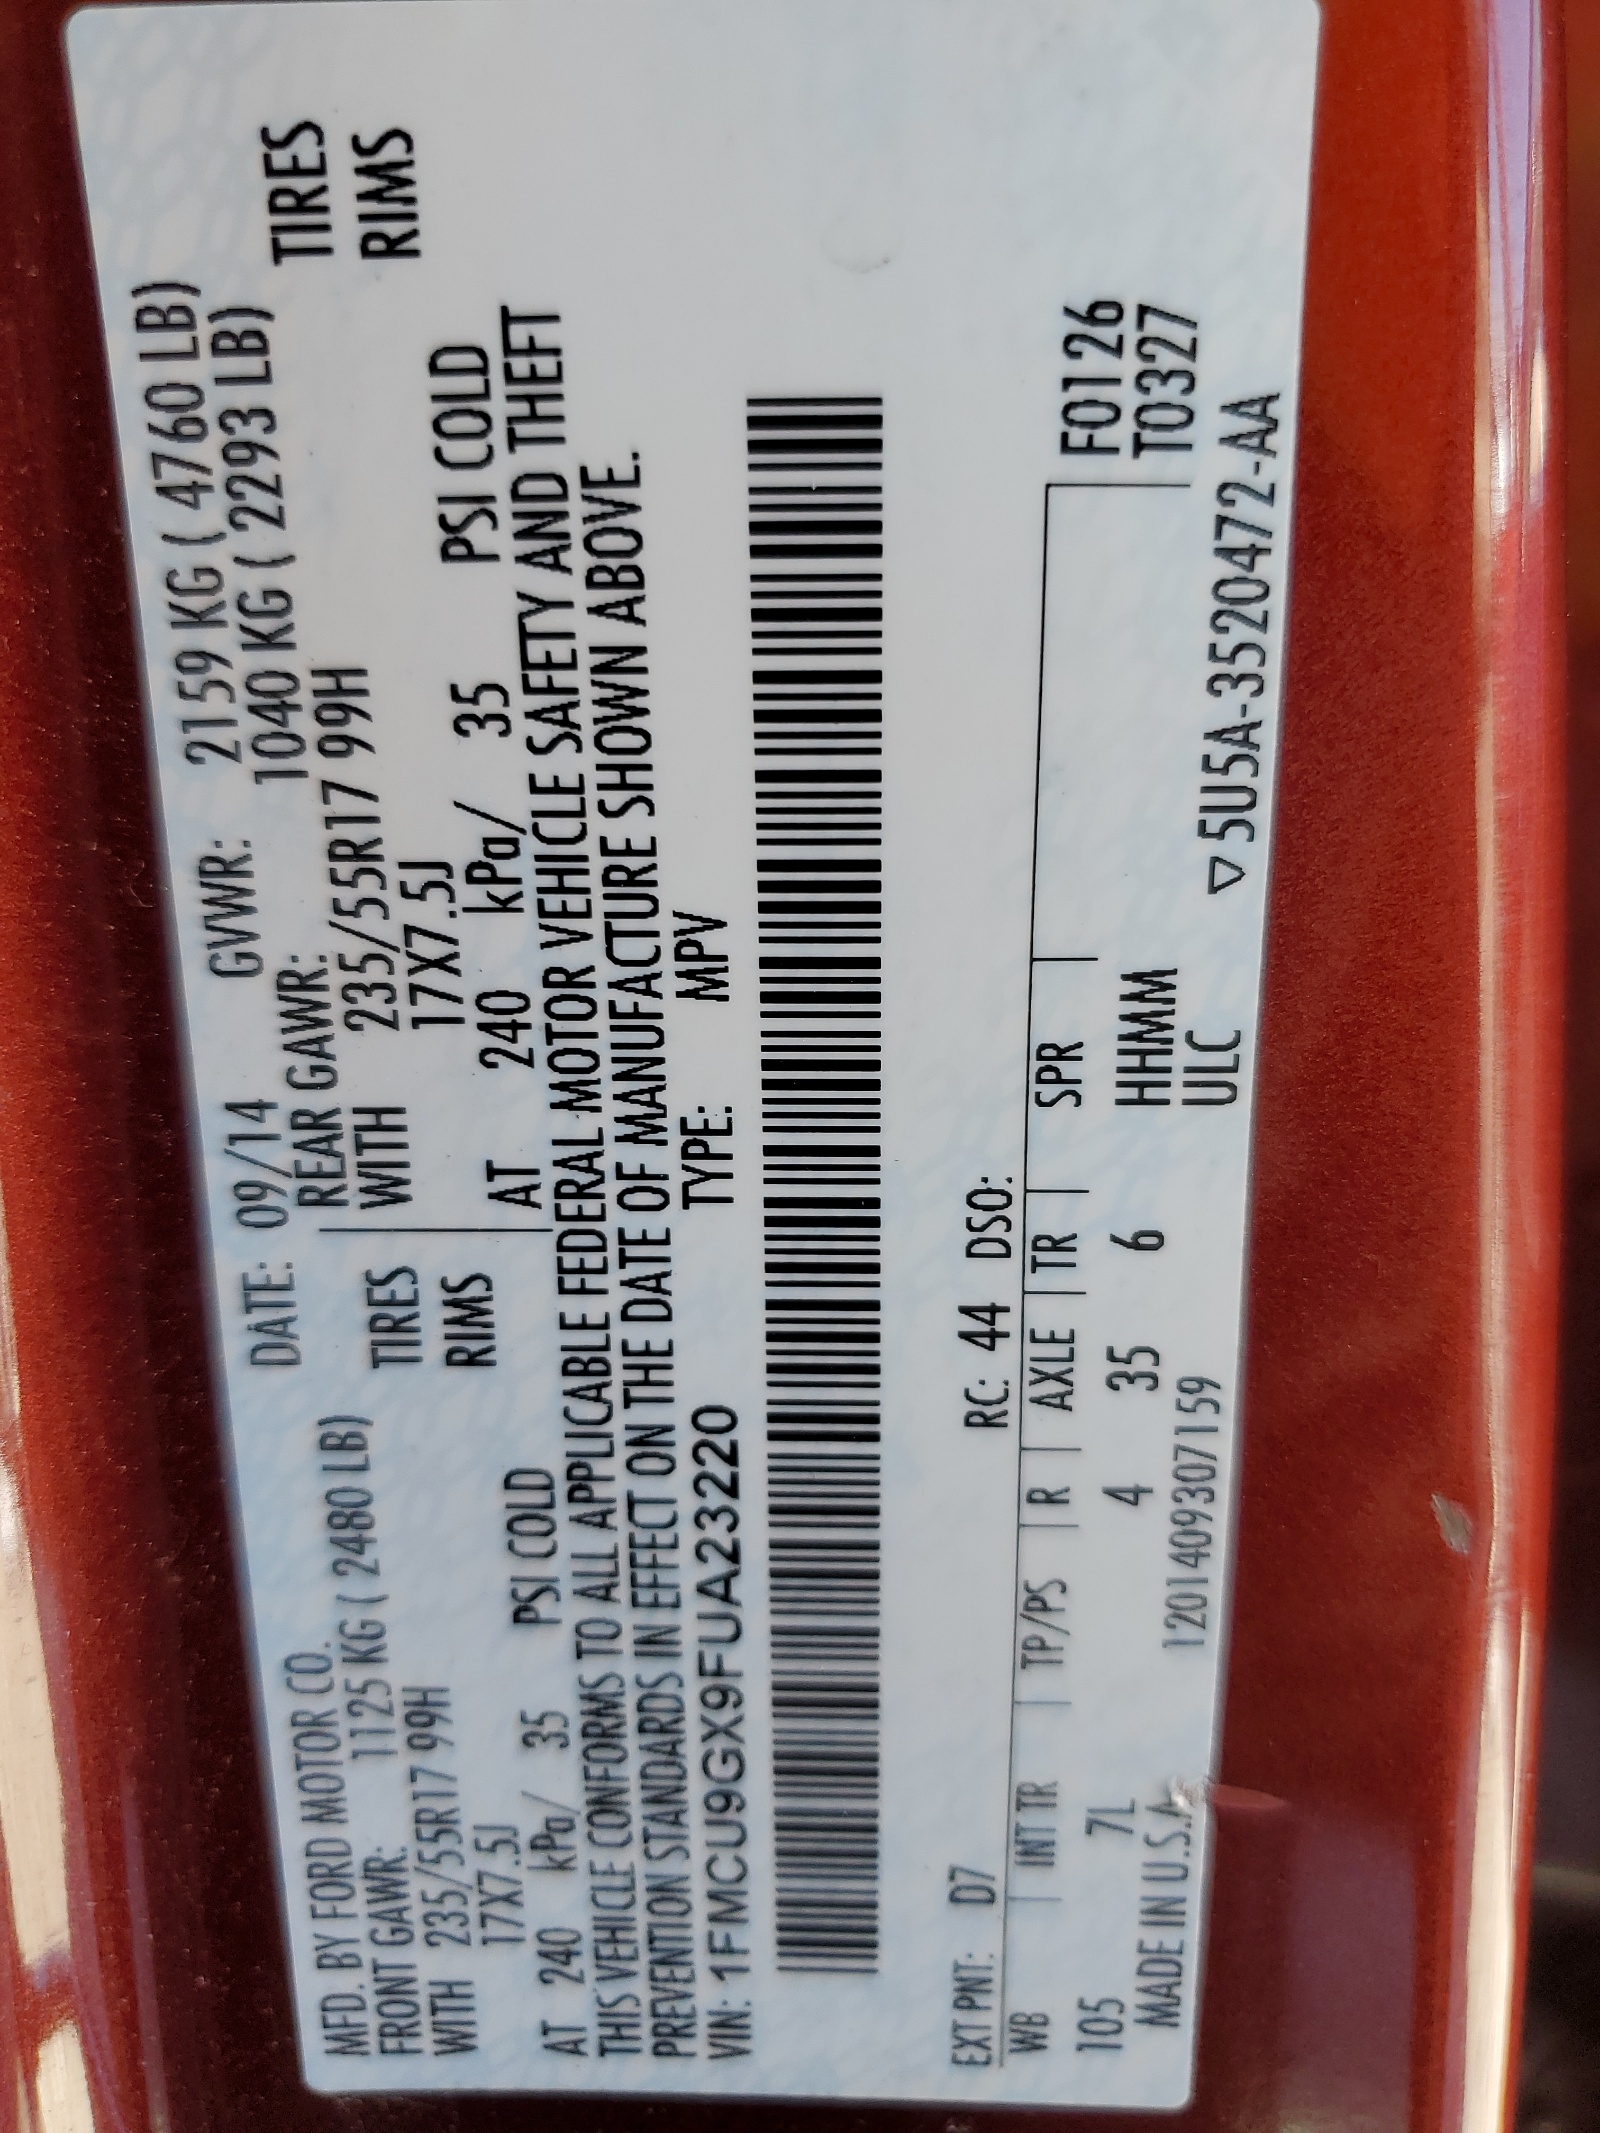 MFD. BY FORD MOTOR CO. DATE: 09/14 GVWR: 2159 KG ( 4760 LB)
FRONT GAWR: 1125 KG ( 2480 LB) REAR GAWR: 1040 KG ( 2293 LB)
WITH 235/55R17 99H TIRES WITH 235/55R17 99H TIRES
17X7.5J RIMS 17X7.5J RIMS
AT 240 kPa/ 35 PSI COLD AT 240 kPa/ 35 PSI COLD
THIS VEHICLE CONFORMS TO ALL APPLICABLE FEDERAL MOTOR VEHICLE SAFETY AND THEFT
PREVENTION STANDARDS IN EFFECT ON THE DATE OF MANUFACTURE SHOWN ABOVE.
VIN: 1FMCU9GX9FUA23220 TYPE: MPV
EXT PNT: D7 RC: 44 DSO:
WB INT TR TP/PS R AXLE TR SPR F0126
105 7L 4 35 6 HHMM T0327
MADE IN U.S.A 1201409307159 ULC ▽5U5A-3520472-AA